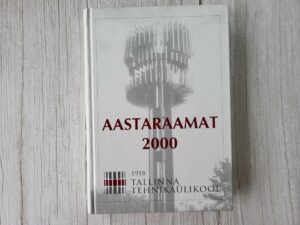 AASTARAAMAT
2000
1918
TALLINNA
TEHNIKAÜLIKOOL